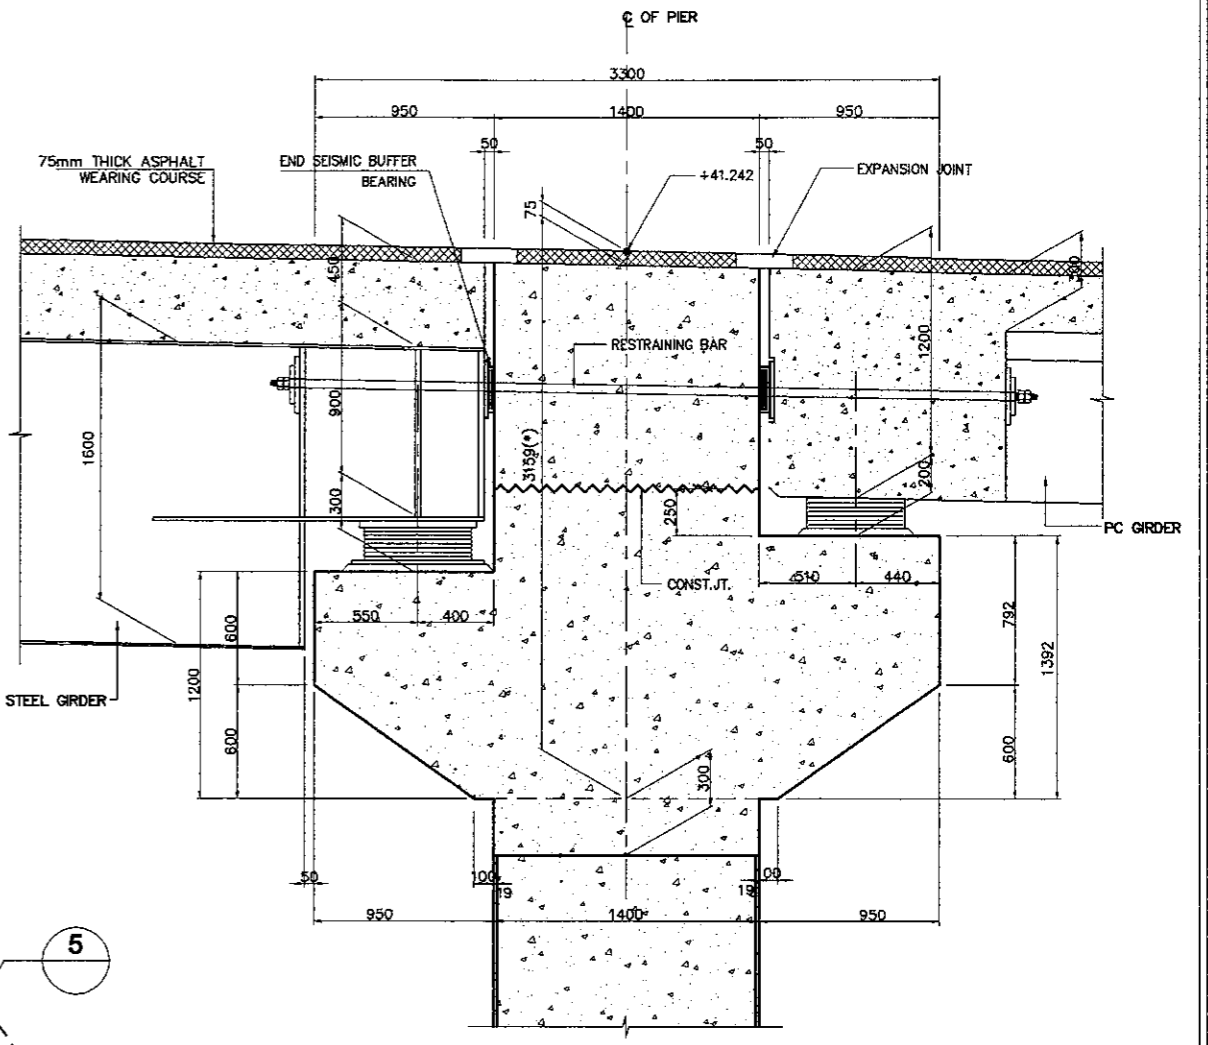 ℄ OF PIER
3300
950 1400 950
50 50
75mm THICK ASPHALT
WEARING COURSE
END SEISMIC BUFFER
BEARING
+41.242
EXPANSION JOINT
75
450
300
1200
RESTRAINING BAR
900
1600
3159(*)
200
300
250
PC GIRDER
CONST.JT.
510 440
550 400
600
792
1392
1200
STEEL GIRDER
600
600
300
50 100 100
19 19
950 1400 950
5